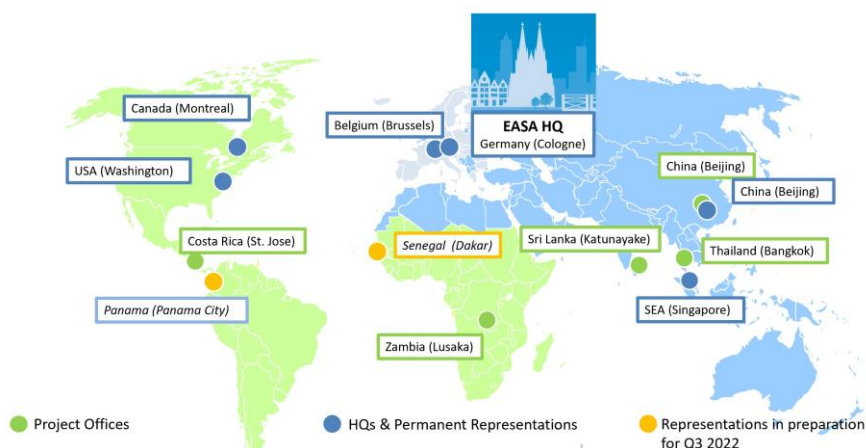 EASA HQ
Germany (Cologne)
Canada (Montreal)
Belgium (Brussels)
USA (Washington)
China (Beijing)
China (Beijing)
Costa Rica (St. Jose)
Senegal (Dakar)
Sri Lanka (Katunayake)
Thailand (Bangkok)
Panama (Panama City)
SEA (Singapore)
Zambia (Lusaka)
Project Offices
HQs & Permanent Representations
Representations in preparation
for Q3 2022